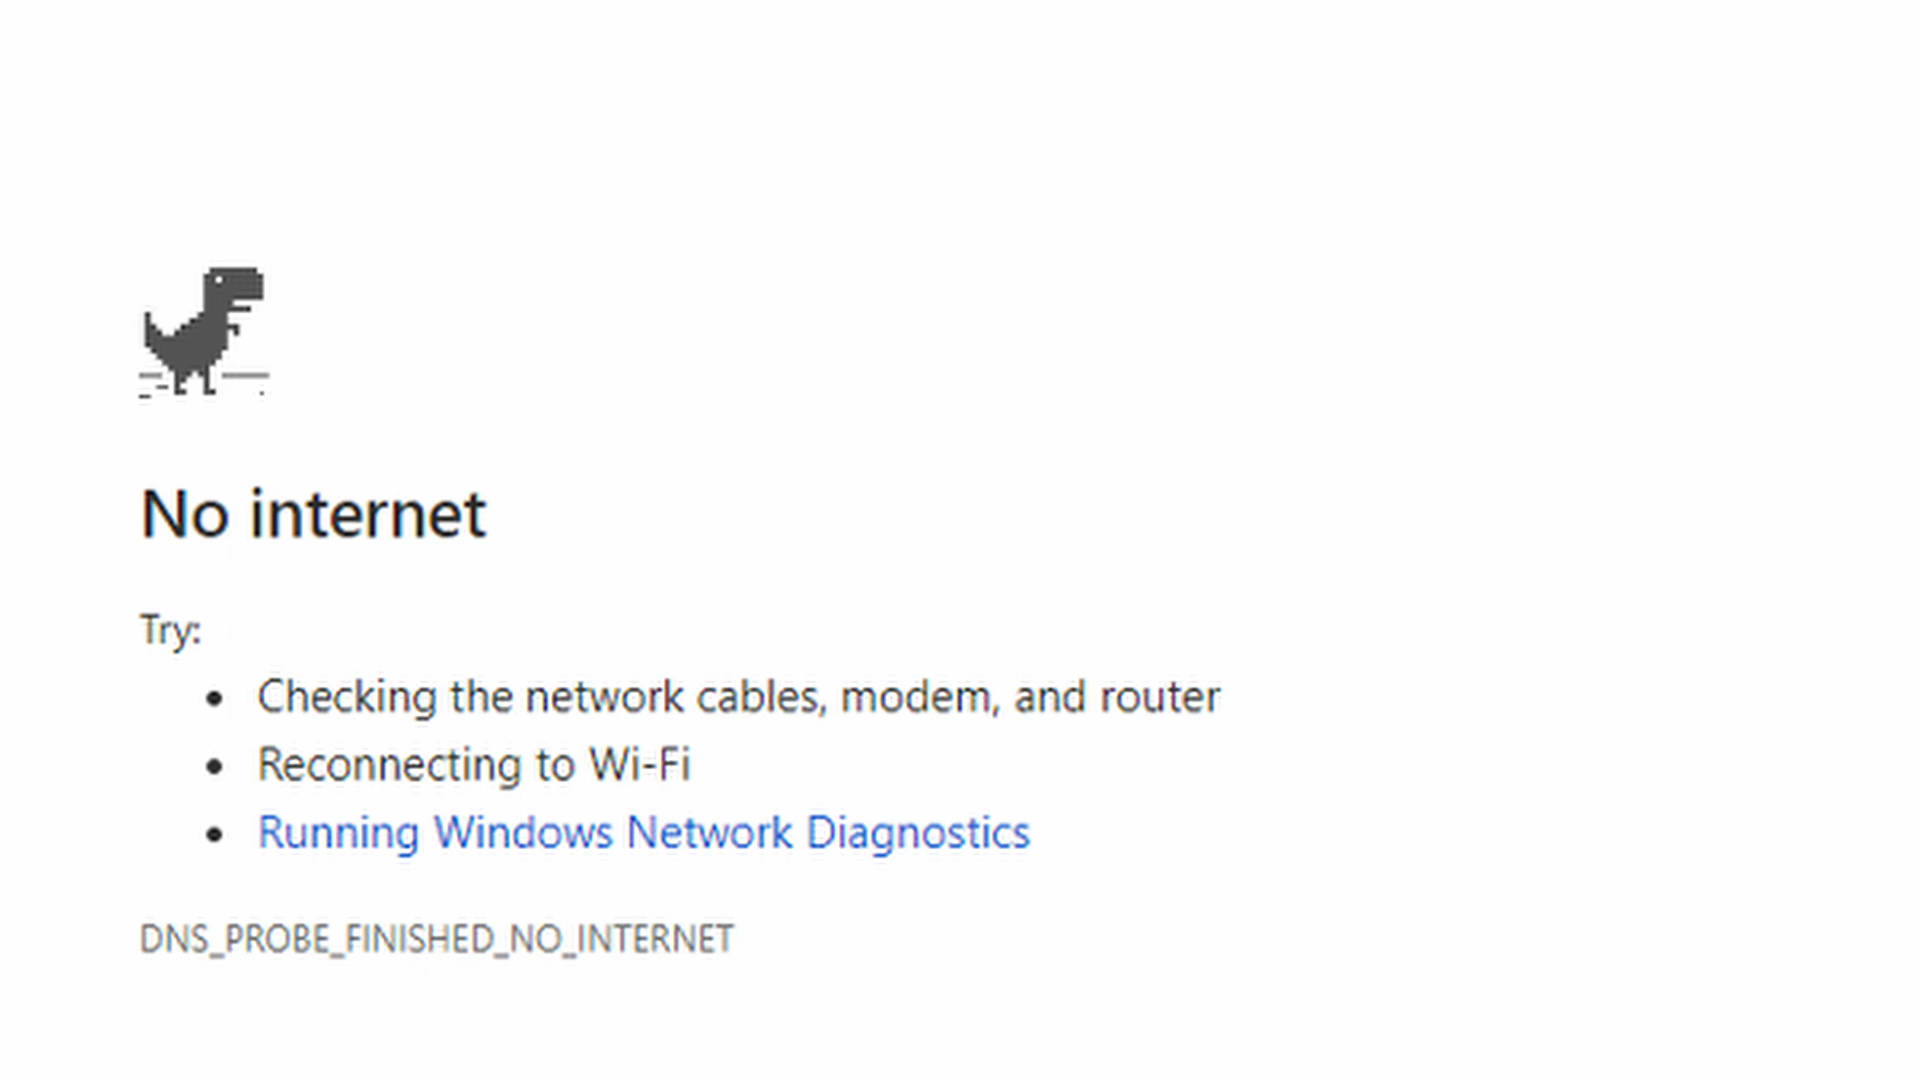 No internet
Try:
Checking the network cables, modem, and router
Reconnecting to Wi-Fi
Running Windows Network Diagnostics
DNS_PROBE_FINISHED_NO_INTERNET